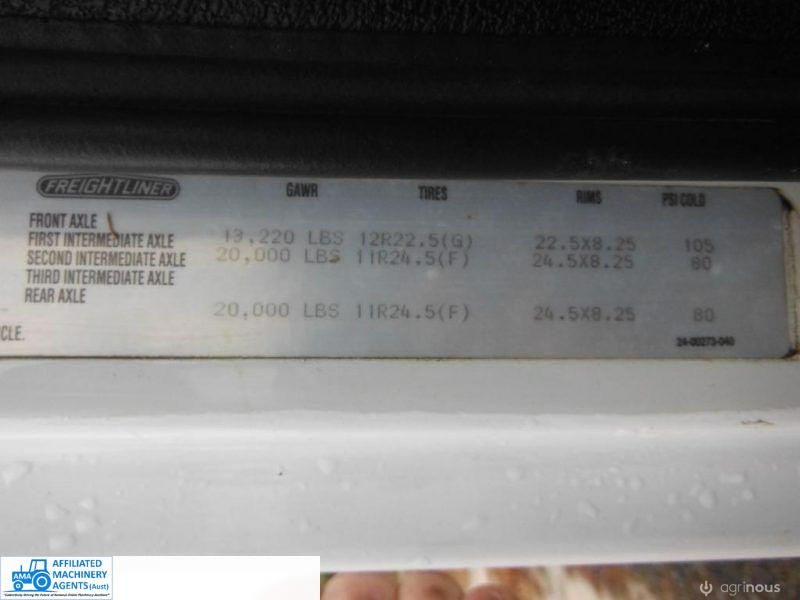 FREIGHTLINER GAWR TIRES RIMS PSI COLD
FRONT AXLE
FIRST INTERMEDIATE AXLE 13,220 LBS 12R22.5(G) 22.5X8.25 105
SECOND INTERMEDIATE AXLE 20,000 LBS 11R24.5(F) 24.5X8.25 80
THIRD INTERMEDIATE AXLE
REAR AXLE
20,000 LBS 11R24.5(F) 24.5X8.25 80
CLE.
24-00273-040
AMA
AFFILIATED
MACHINERY
AGENTS (Aust)
agrinous